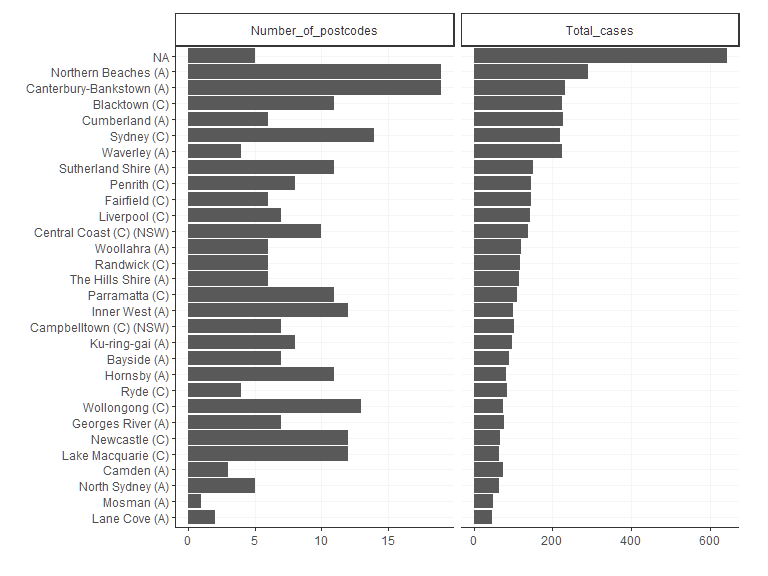 Number_of_postcodes
Total_cases
NA
Northern Beaches (A)
Canterbury-Bankstown (A)
Blacktown (C)
Cumberland (A)
Sydney (C)
Waverley (A)
Sutherland Shire (A)
Penrith (C)
Fairfield (C)
Liverpool (C)
Central Coast (C) (NSW)
Woollahra (A)
Randwick (C)
The Hills Shire (A)
Parramatta (C)
Inner West (A)
Campbelltown (C) (NSW)
Ku-ring-gai (A)
Bayside (A)
Hornsby (A)
Ryde (C)
Wollongong (C)
Georges River (A)
Newcastle (C)
Lake Macquarie (C)
Camden (A)
North Sydney (A)
Mosman (A)
Lane Cove (A)
0 5 10 15
0 200 400 600